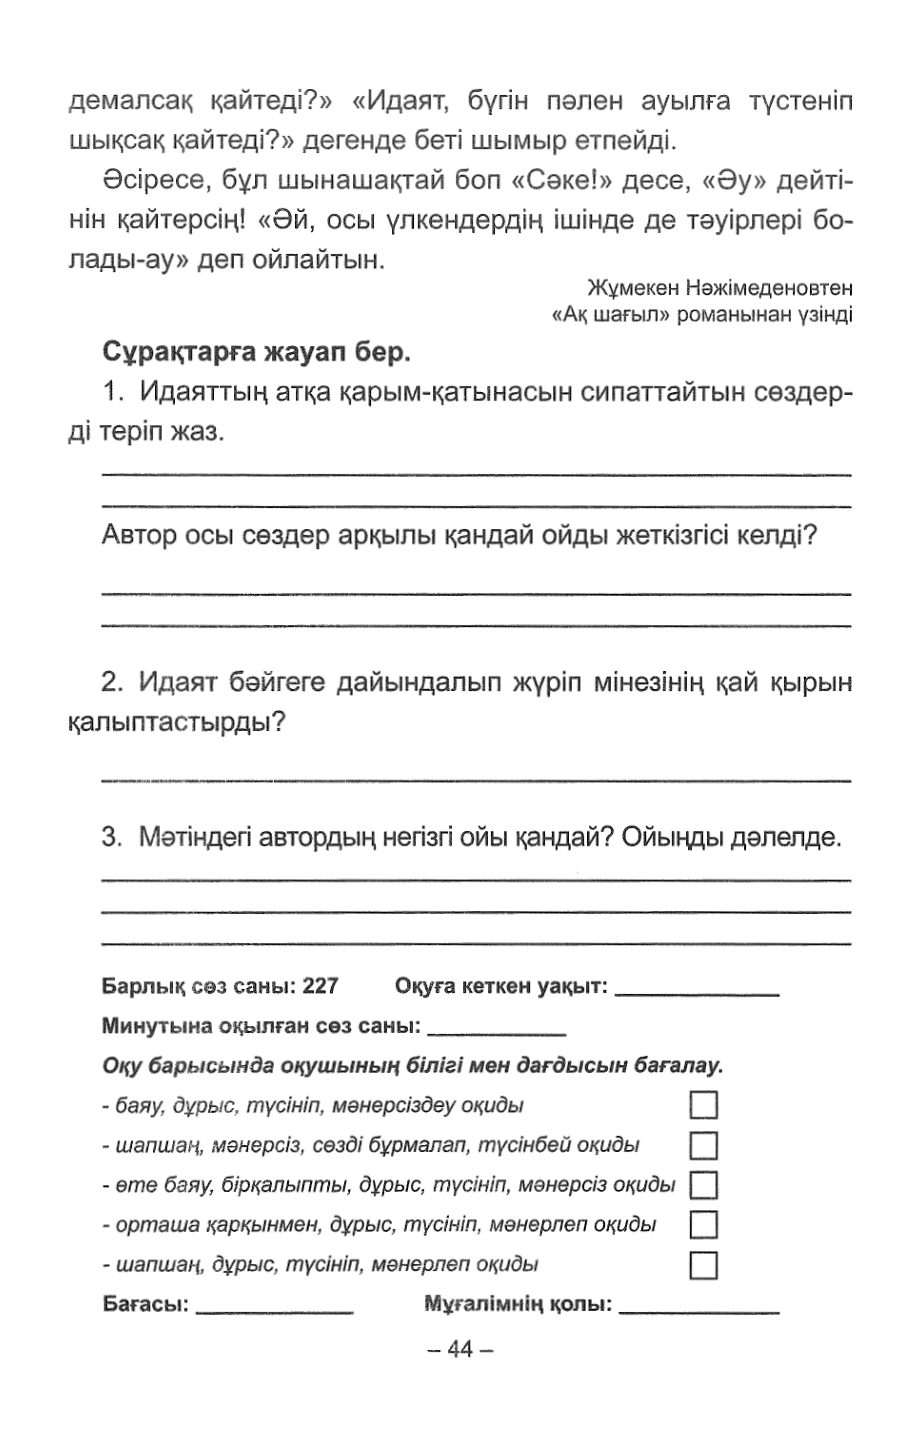 демалсақ қайтеді?» «Идаят, бүгін пәлен ауылға түстеніп
шықсақ қайтеді?» дегенде беті шымыр етпейді.
Әсіресе, бұл шынашақтай боп «Сәке!» десе, «Әу» дейті-
нін қайтерсің! «Әй, осы үлкендердің ішінде де тәуірлері бо-
лады-ау» деп ойлайтын.
Жұмекен Нәжімеденовтен
«Ақ шағыл» романынан үзінді
Сұрақтарға жауап бер.
1. Идаяттың атқа қарым-қатынасын сипаттайтын сөздер-
ді теріп жаз.
Автор осы сөздер арқылы қандай ойды жеткізгісі келді?
2. Идаят бәйгеге дайындалып жүріп мінезінің қай қырын
қалыптастырды?
3. Мәтіндегі автордың негізгі ойы қандай? Ойыңды дәлелде.
Барлық сөз саны: 227 Оқуға кеткен уақыт: ____________
Минутына оқылған сөз саны: __________
Оқу барысында оқушының білігі мен дағдысын бағалау.
- баяу, дұрыс, түсініп, мәнерсіздеу оқиды
- шапшаң, мәнерсіз, сөзді бұрмалап, түсінбей оқиды
- өте баяу, бірқалыпты, дұрыс, түсініп, мәнерсіз оқиды
- орташа қарқынмен, дұрыс, түсініп, мәнерлеп оқиды
- шапшаң, дұрыс, түсініп, мәнерлеп оқиды
Бағасы: ____________ Мұғалімнің қолы: ____________
– 44 –